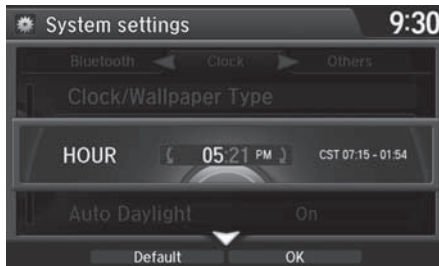 System settings 9:30
Bluetooth Clock Others
Clock/Wallpaper Type
HOUR 05:21 PM CST 07:15 - 01:54
Auto Daylight On
Default OK